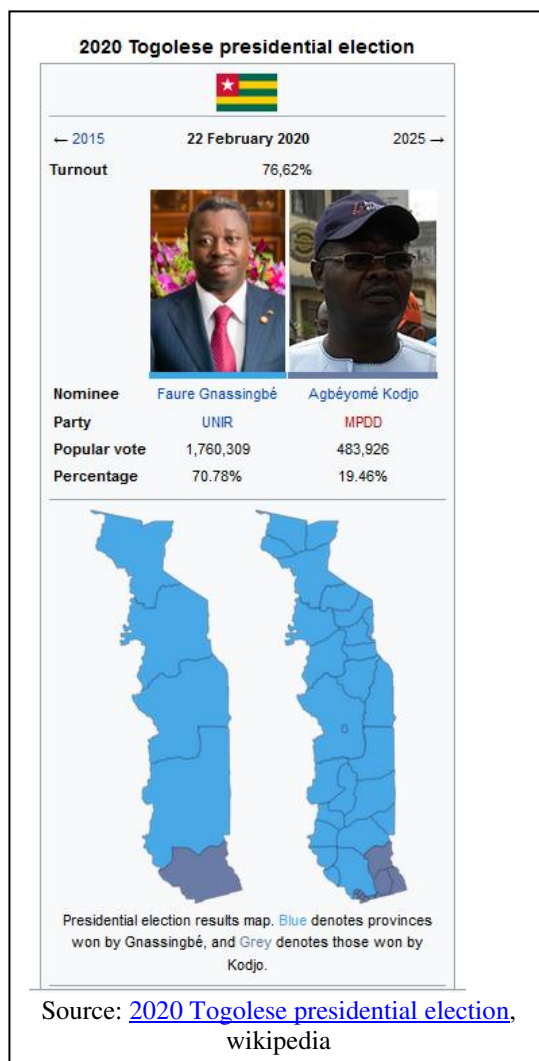 2020 Togolese presidential election
← 2015 22 February 2020 2025 →
Turnout 76,62%
Nominee Faure Gnassingbé Agbéyomé Kodjo
Party UNIR MPDD
Popular vote 1,760,309 483,926
Percentage 70.78% 19.46%
Presidential election results map. Blue denotes provinces
won by Gnassingbé, and Grey denotes those won by
Kodjo.
Source: 2020 Togolese presidential election,
wikipedia